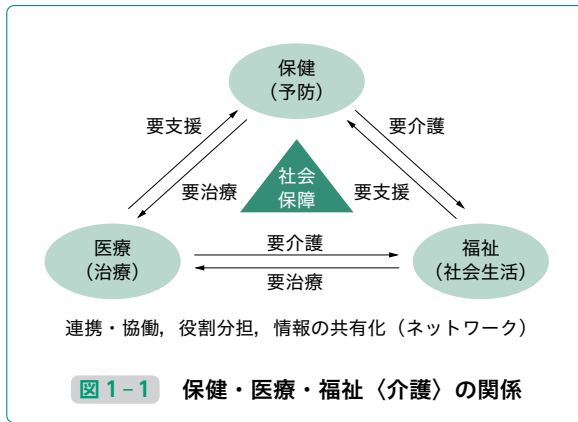 保健
（予防）
要支援
要介護
要治療
社会
保障
要支援
医療
（治療）
要介護
要治療
福祉
（社会生活）
連携・協働，役割分担，情報の共有化（ネットワーク）
図1-1 保健・医療・福祉〈介護〉の関係